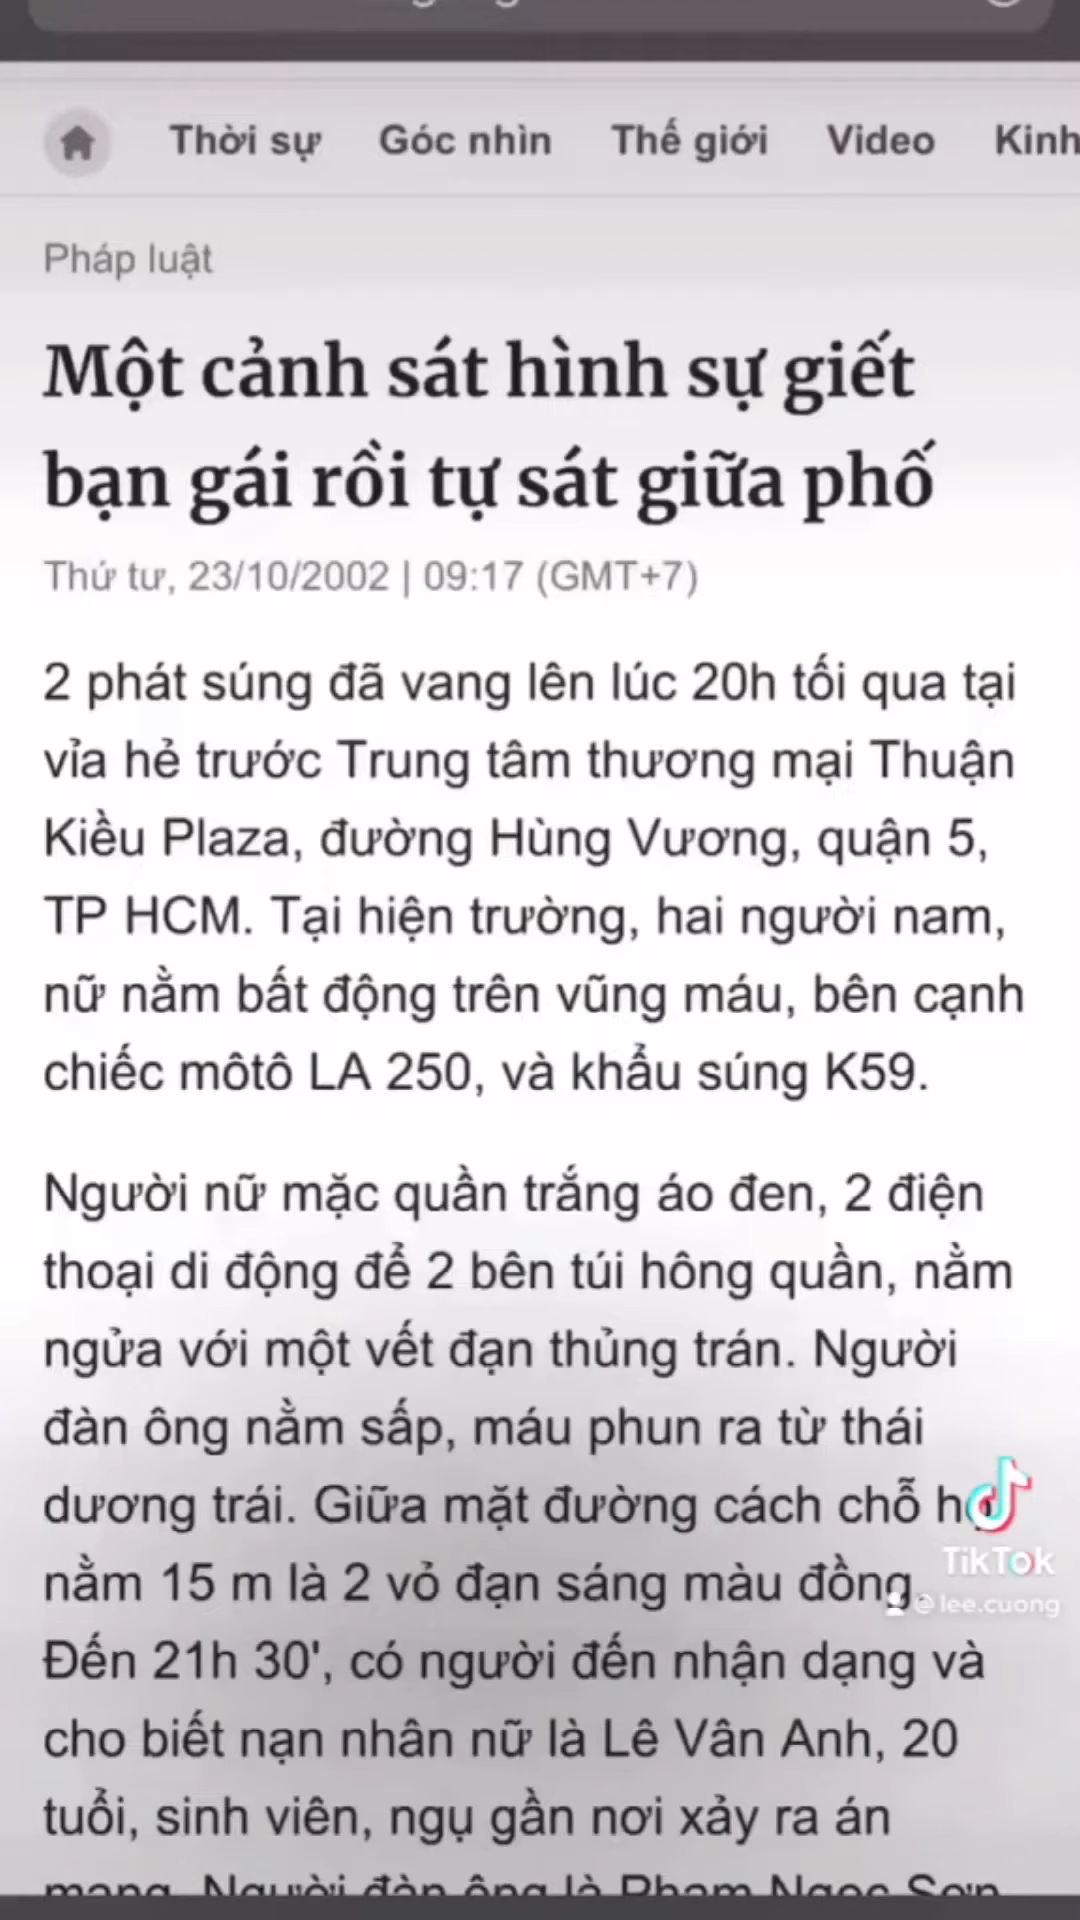 Thời sự Góc nhìn Thế giới Video Kinh
Pháp luật
Một cảnh sát hình sự giết
bạn gái rồi tự sát giữa phố
Thứ tư, 23/10/2002 | 09:17 (GMT+7)
2 phát súng đã vang lên lúc 20h tối qua tại
vỉa hẻ trước Trung tâm thương mại Thuận
Kiều Plaza, đường Hùng Vương, quận 5,
TP HCM. Tại hiện trường, hai người nam,
nữ nằm bất động trên vũng máu, bên cạnh
chiếc môtô LA 250, và khẩu súng K59.
Người nữ mặc quần trắng áo đen, 2 điện
thoại di động để 2 bên túi hông quần, nằm
ngửa với một vết đạn thủng trán. Người
đàn ông nằm sấp, máu phun ra từ thái
dương trái. Giữa mặt đường cách chỗ họ
nằm 15 m là 2 vỏ đạn sáng màu đồng.
Đến 21h 30', có người đến nhận dạng và
cho biết nạn nhân nữ là Lê Vân Anh, 20
tuổi, sinh viên, ngụ gần nơi xảy ra án
mạng. Người đàn ông là Phạm Ngọc Sơn
TikTok
@lee.cuong